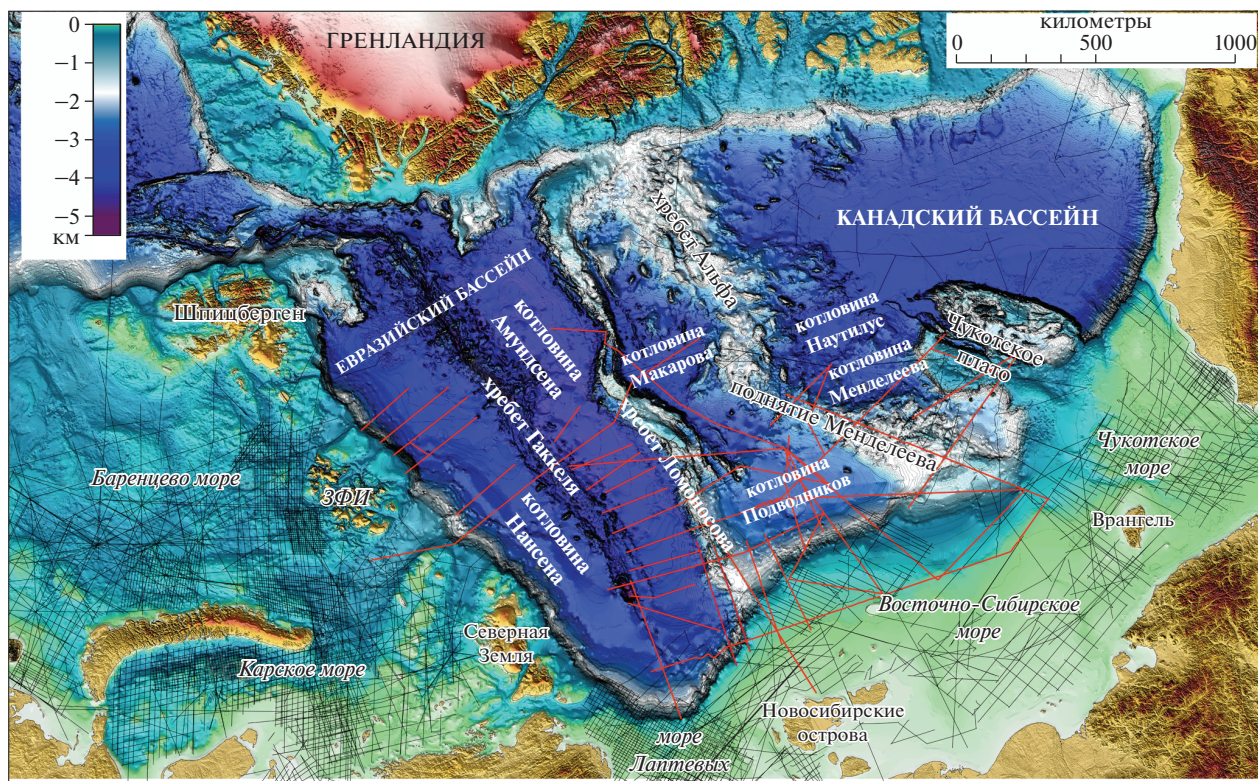 0
−1
−2
−3
−4
−5
км
ГРЕНЛАНДИЯ
километры
0 500 1000
хребет Альфа
КАНАДСКИЙ БАССЕЙН
Шпицберген
ЕВРАЗИЙСКИЙ БАССЕЙН
котловина
Амундсена
котловина
Макарова
котловина
Наутилус
котловина
Менделеева
Чукотское
плато
хребет Гаккеля
хребет Ломоносова
поднятие Менделеева
Баренцево море
ЗФИ
котловина
Нансена
котловина
Подводников
Чукотское
море
Врангель
Восточно-Сибирское
море
Северная
Земля
Карское море
Новосибирские
острова
море
Лаптевых